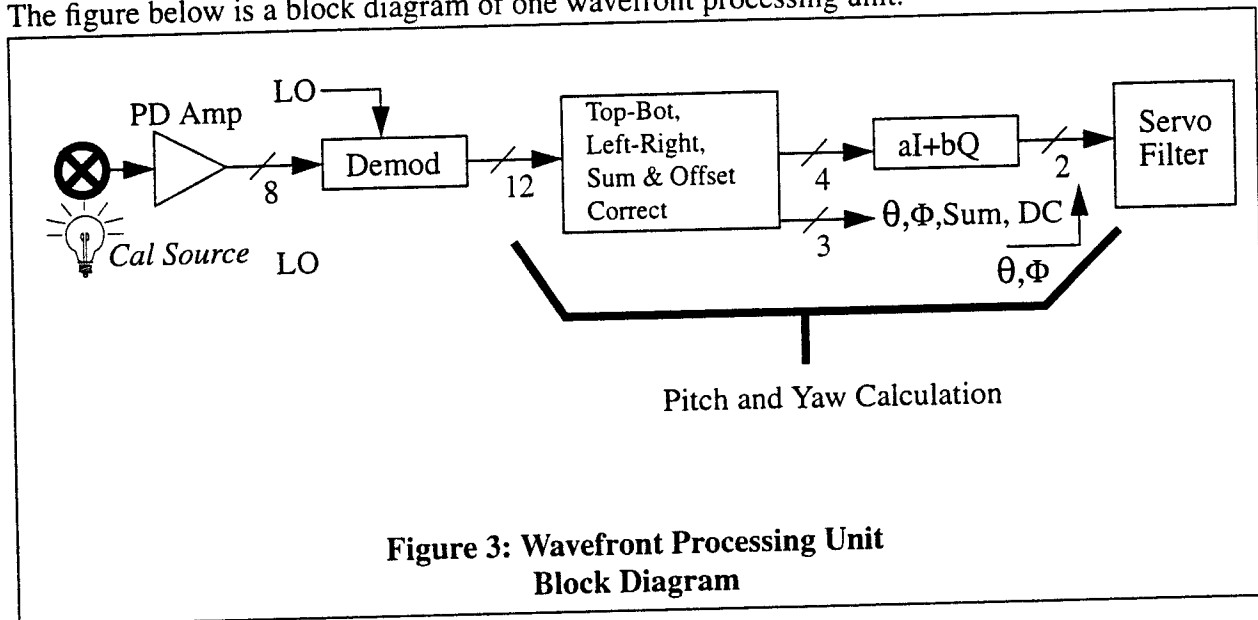 The figure below is a block diagram of one wavefront processing unit.
LO
PD Amp
Demod
8
12
Cal Source
LO
Top-Bot,
Left-Right,
Sum & Offset
Correct
4
aI+bQ
2
Servo
Filter
3
θ,Φ,Sum, DC
θ,Φ
Pitch and Yaw Calculation
Figure 3: Wavefront Processing Unit
Block Diagram